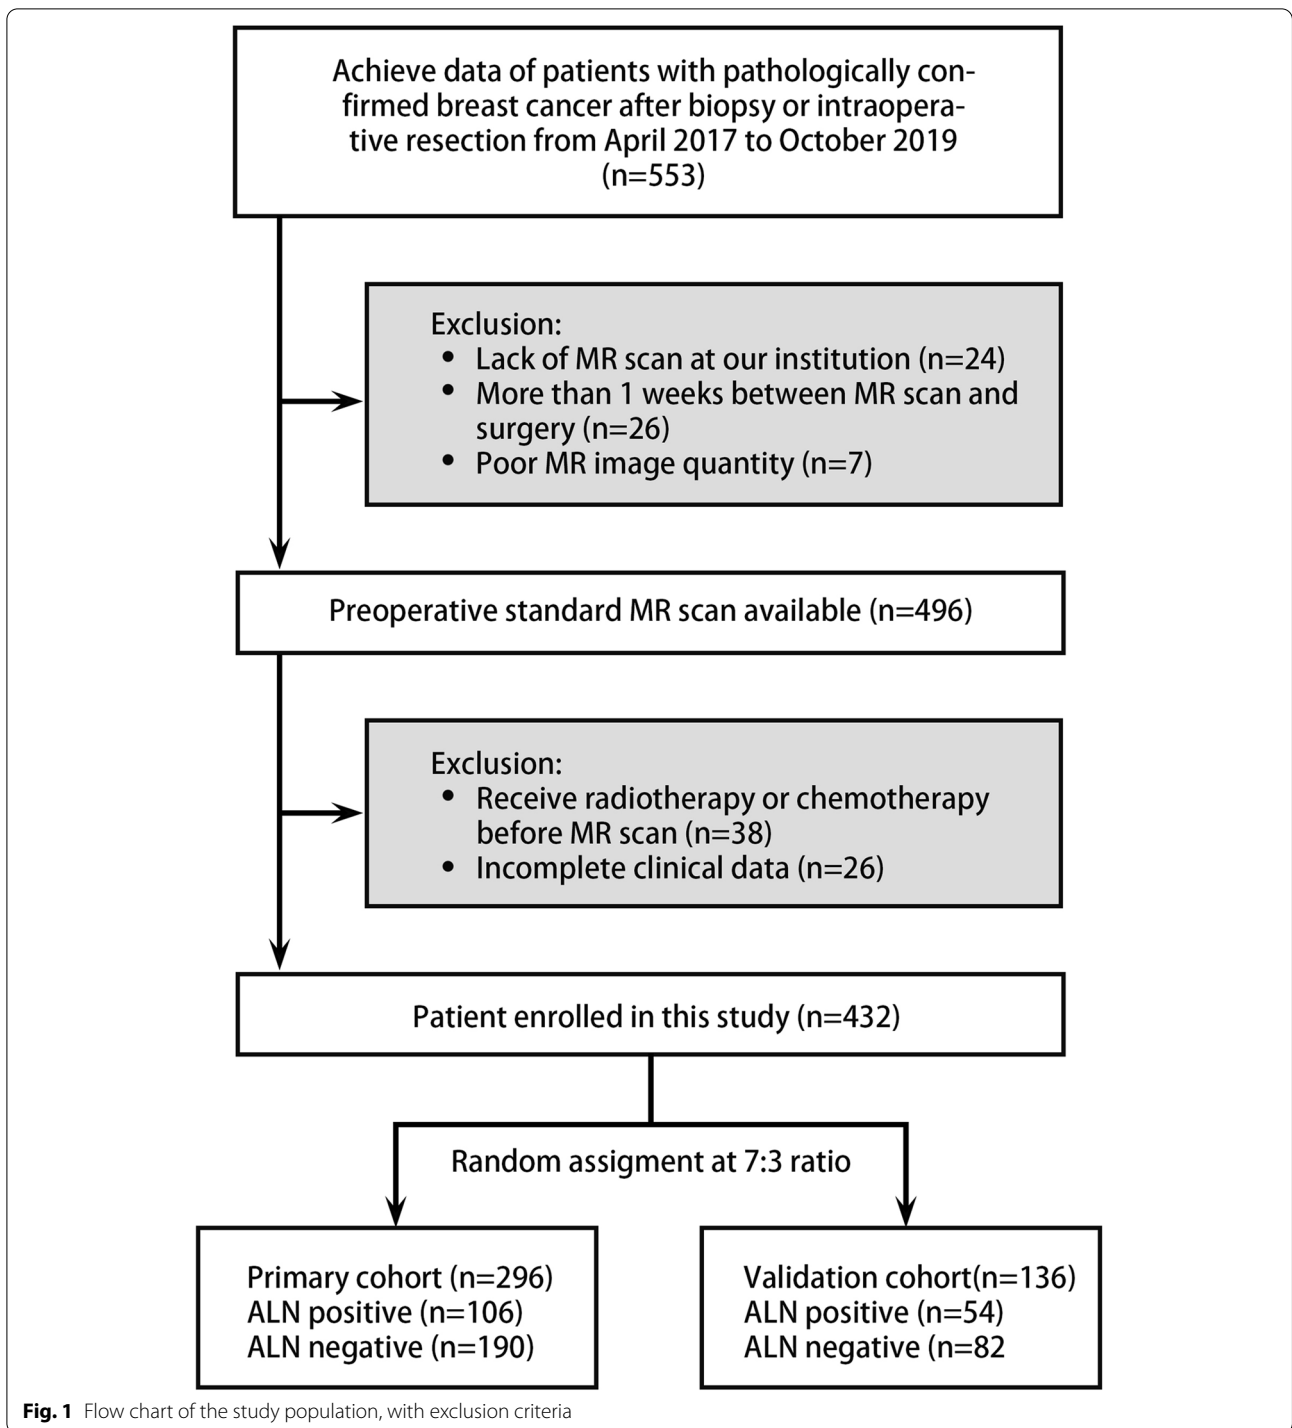 Achieve data of patients with pathologically con-
firmed breast cancer after biopsy or intraopera-
tive resection from April 2017 to October 2019
(n=553)
Exclusion:
• Lack of MR scan at our institution (n=24)
• More than 1 weeks between MR scan and
surgery (n=26)
• Poor MR image quantity (n=7)
Preoperative standard MR scan available (n=496)
Exclusion:
• Receive radiotherapy or chemotherapy
before MR scan (n=38)
• Incomplete clinical data (n=26)
Patient enrolled in this study (n=432)
Random assigment at 7:3 ratio
Primary cohort (n=296)
ALN positive (n=106)
ALN negative (n=190)
Validation cohort(n=136)
ALN positive (n=54)
ALN negative (n=82
Fig. 1 Flow chart of the study population, with exclusion criteria